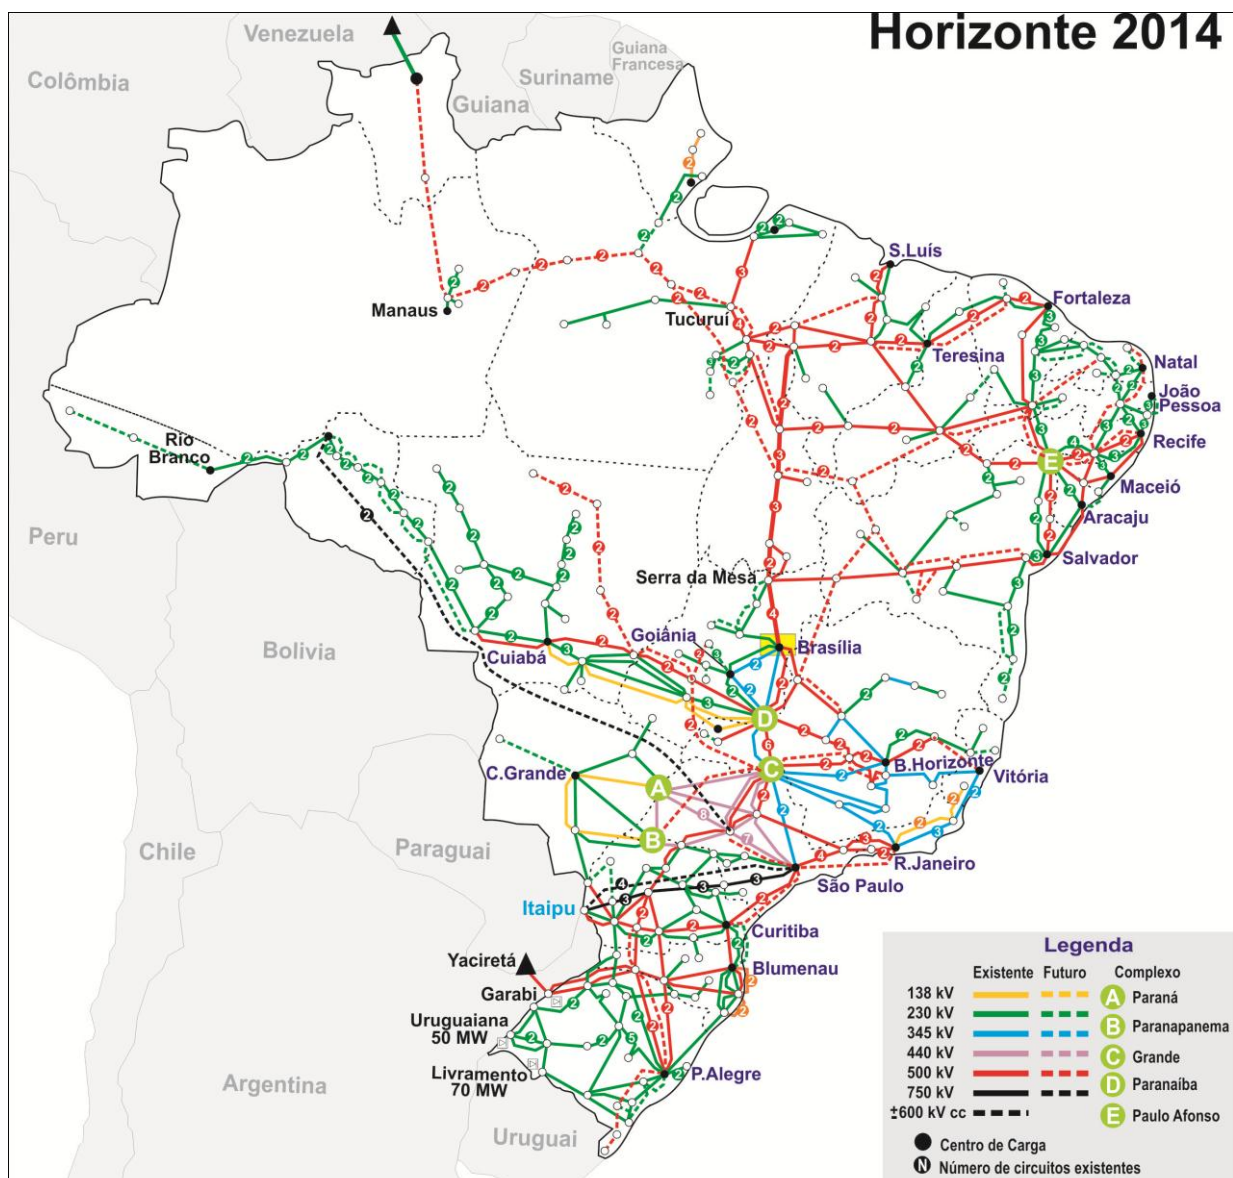 Horizonte 2014
Venezuela
Guiana
Francesa
Colômbia
Suriname
Guiana
S.Luís
Fortaleza
Manaus
Tucuruí
Teresina
Natal
João
Pessoa
Rio
Branco
Recife
Maceió
Aracaju
Salvador
Peru
Serra da Mesa
Goiânia
Brasília
Cuiabá
Bolívia
C.Grande
B.Horizonte
Vitória
Chile
Paraguai
R.Janeiro
São Paulo
Itaipu
Curitiba
Yaciretá
Blumenau
Garabi
Uruguaiana
50 MW
Livramento
70 MW
P.Alegre
Argentina
Uruguai
A
B
C
D
E
Legenda
Existente Futuro Complexo
138 kV A Paraná
230 kV B Paranapanema
345 kV
440 kV C Grande
500 kV D Paranaíba
750 kV
±600 kV cc E Paulo Afonso
Centro de Carga
N Número de circuitos existentes